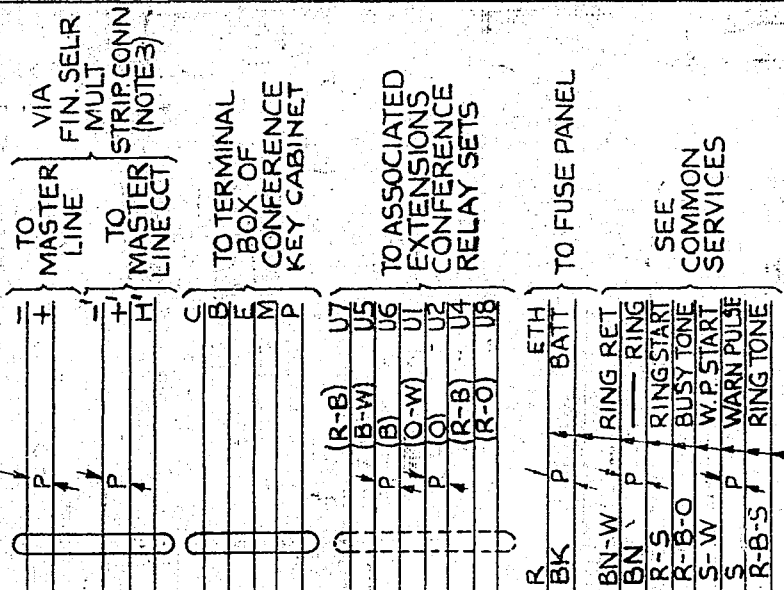 TO
MASTER
LINE
TO
MASTER
LINE CCT
VIA
FIN. SELR
MULT
STRIP.CONN
(NOTE 3)
-
+
-'
+'
H'
P
P
TO TERMINAL
BOX OF
CONFERENCE
KEY CABINET
C
B
E
M
P
TO ASSOCIATED
EXTENSIONS
CONFERENCE
RELAY SETS
(R-B) U7
(B-W) U5
P (B) U6
(O-W) U1
P (O) U2
(R-B) U4
(R-O) U8
TO FUSE PANEL
R ETH
BK P BATT
SEE
COMMON
SERVICES
BN-W RING RET
BN P RING
R-S RING START
R-B-O BUSY TONE
S-W W.P. START
S P WARN PULSE
R-B-S RING TONE